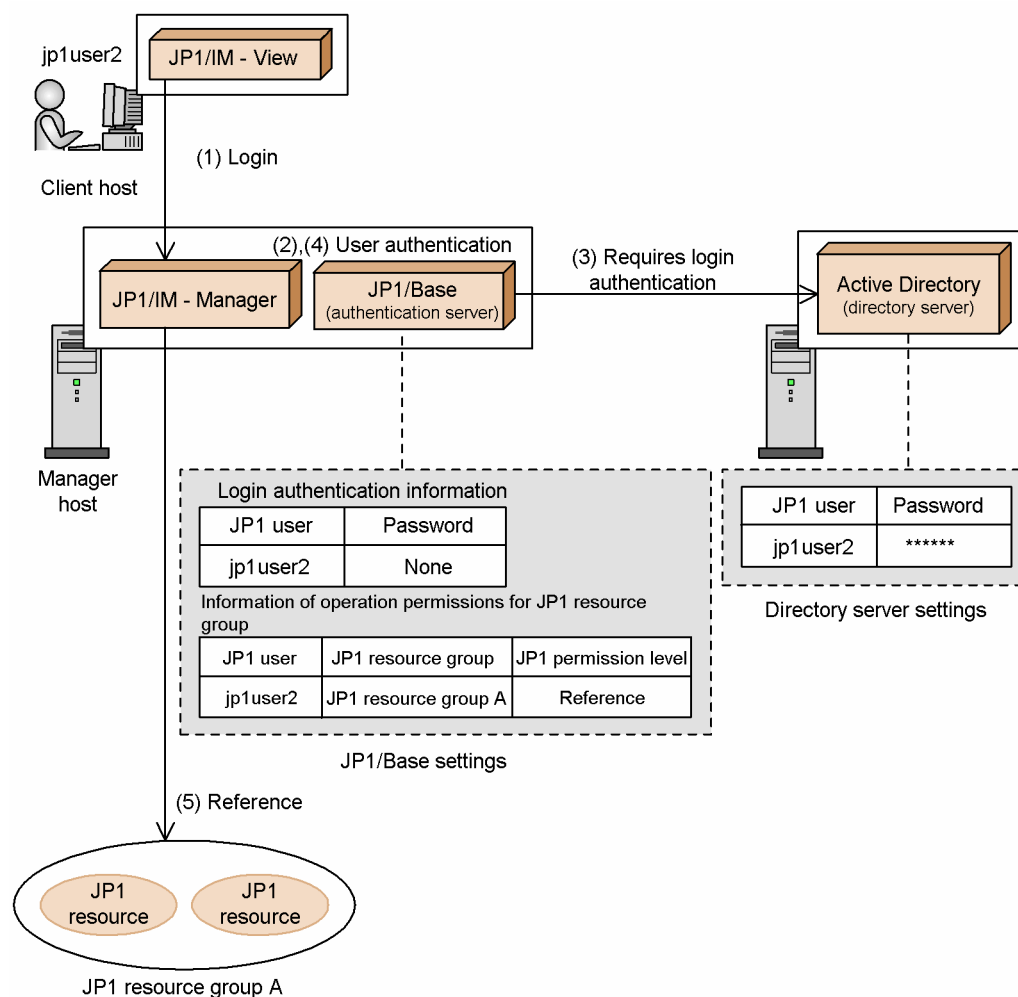 jp1user2
JP1/IM - View
(1) Login
Client host
(2),(4) User authentication
JP1/IM - Manager
JP1/Base
(authentication server)
(3) Requires login
authentication
Active Directory
(directory server)
Manager
host
Login authentication information
JP1 user Password
jp1user2 None
Information of operation permissions for JP1 resource
group
JP1 user JP1 resource group JP1 permission level
jp1user2 JP1 resource group A Reference
JP1/Base settings
JP1 user Password
jp1user2 ******
Directory server settings
(5) Reference
JP1
resource
JP1
resource
JP1 resource group A